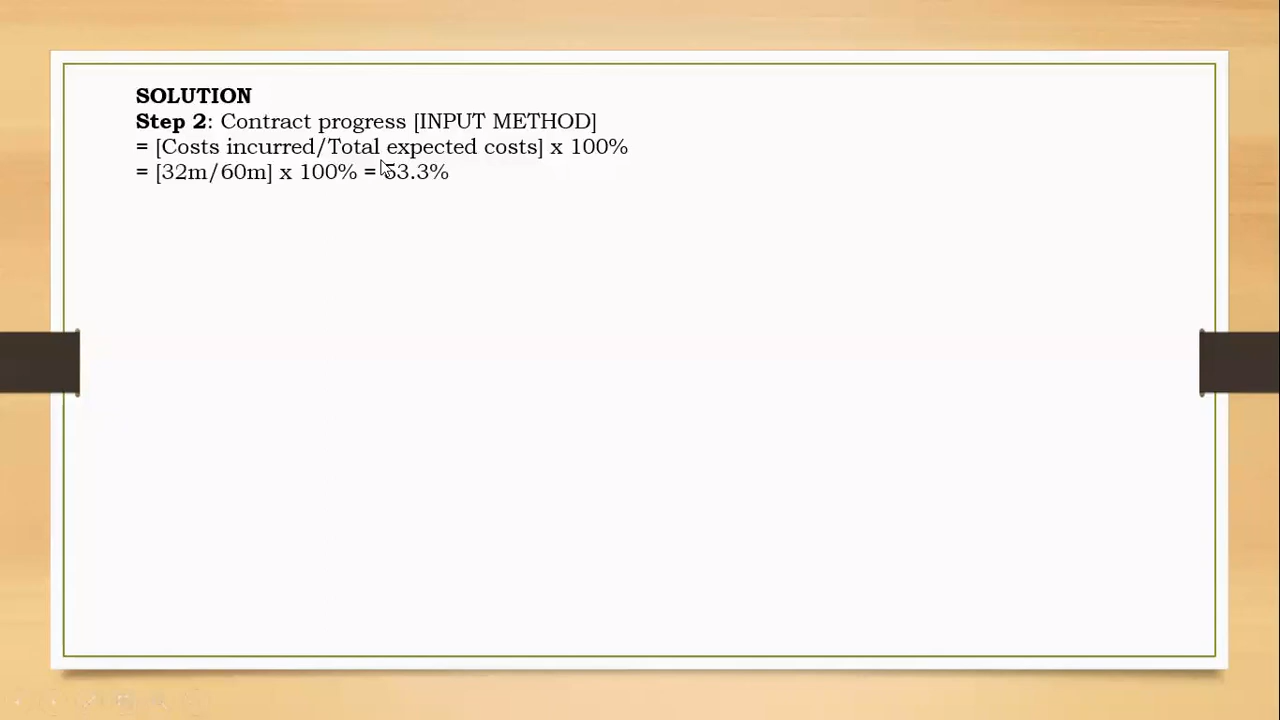 SOLUTION
Step 2: Contract progress [INPUT METHOD]
= [Costs incurred/Total expected costs] x 100%
= [32m/60m] x 100% = 53.3%